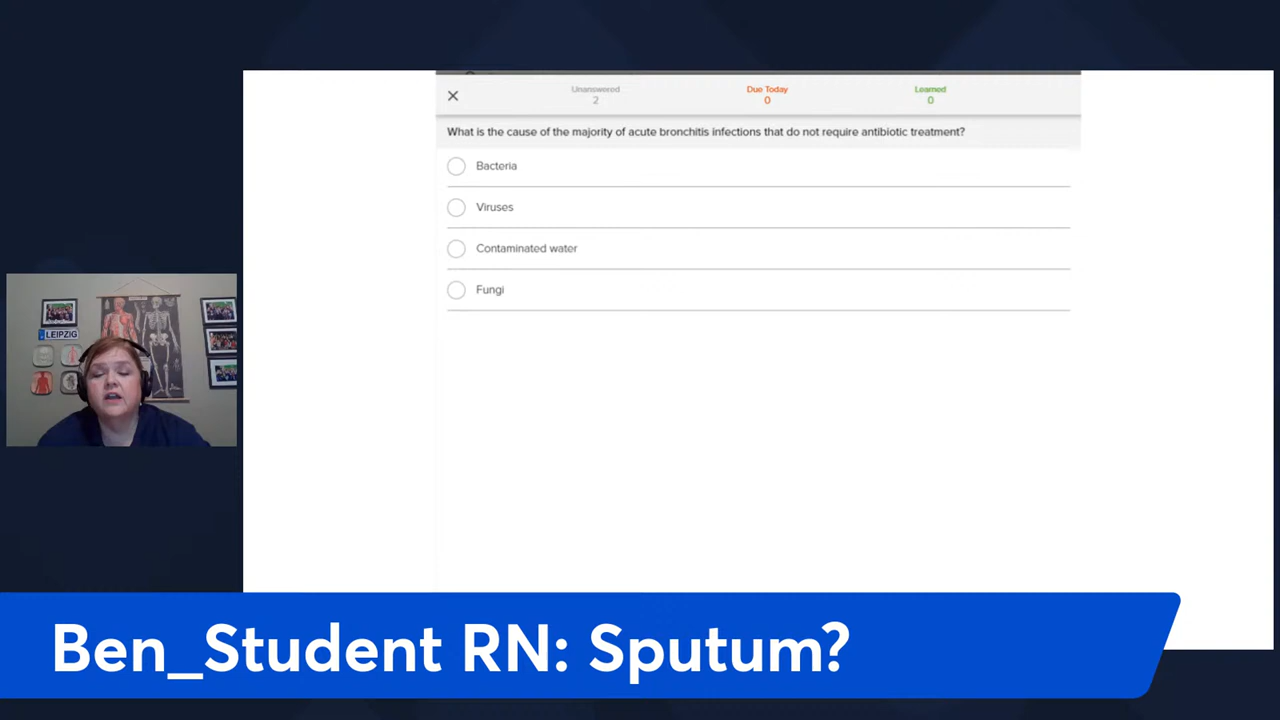 Unanswered
2
Due Today
0
Learned
0
What is the cause of the majority of acute bronchitis infections that do not require antibiotic treatment?
Bacteria
Viruses
Contaminated water
Fungi
LEIPZIG
Ben_Student RN: Sputum?